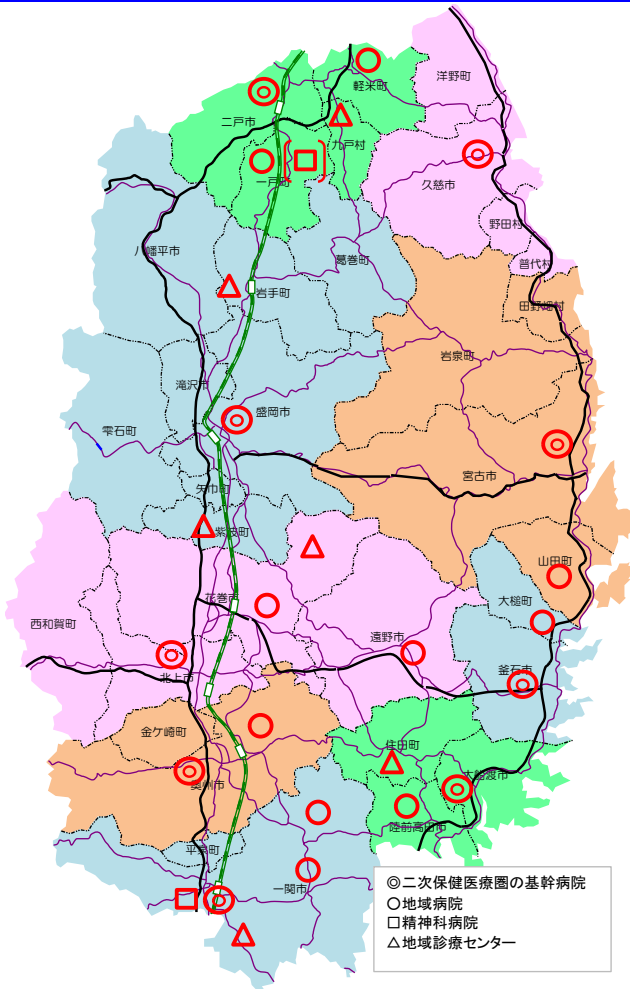 洋野町
軽米町
二戸市
九戸村
一戸町
久慈市
野田村
普代村
八幡平市
葛巻町
岩手町
田野畑村
岩泉町
滝沢市
盛岡市
雫石町
宮古市
矢巾町
紫波町
山田町
大槌町
花巻市
西和賀町
遠野市
釜石市
北上市
金ケ崎町
住田町
大船渡市
奥州市
陸前高田市
平泉町
一関市
◎二次保健医療圏の基幹病院
○地域病院
□精神科病院
△地域診療センター